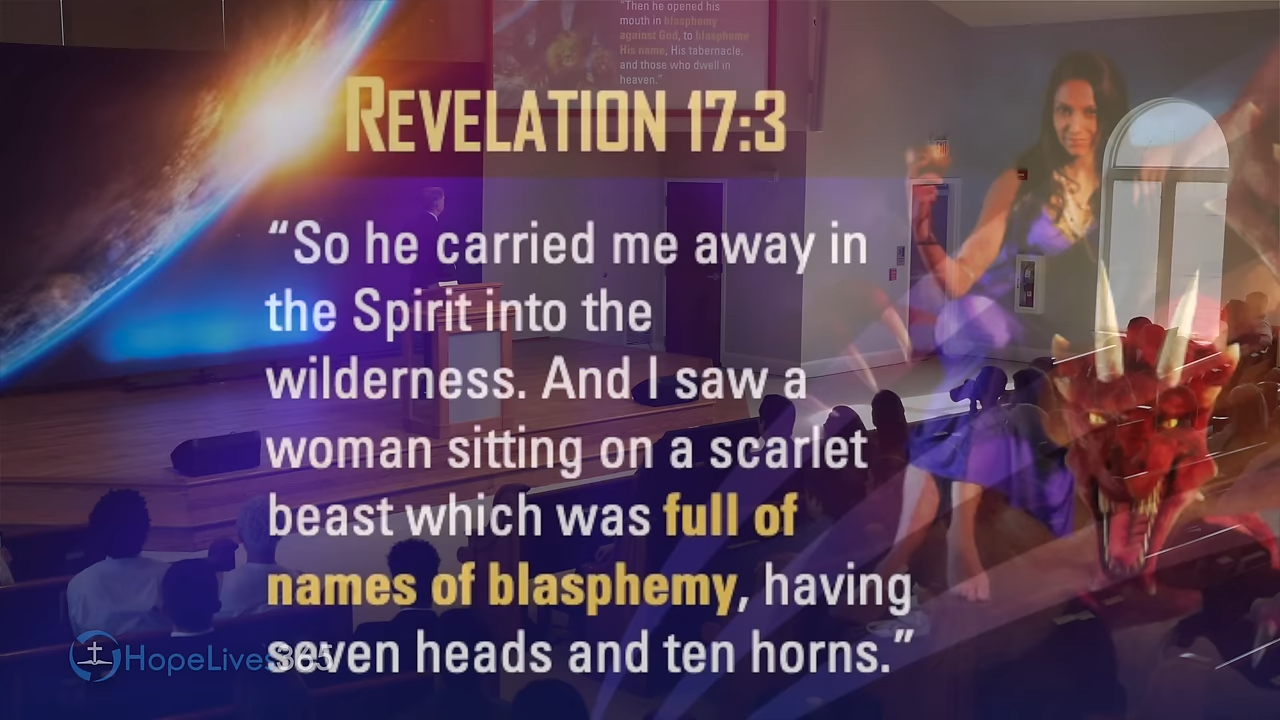 "Then he opened his
mouth in blasphemy
against God, to blaspheme
His name, His tabernacle,
and those who dwell in
heaven."
REVELATION 17:3
"So he carried me away in
the Spirit into the
wilderness. And I saw a
woman sitting on a scarlet
beast which was full of
names of blasphemy, having
seven heads and ten horns."
HopeLives365